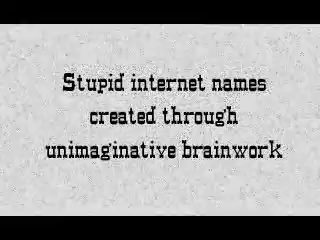 Stupid internet names
created through
unimaginative brainwork